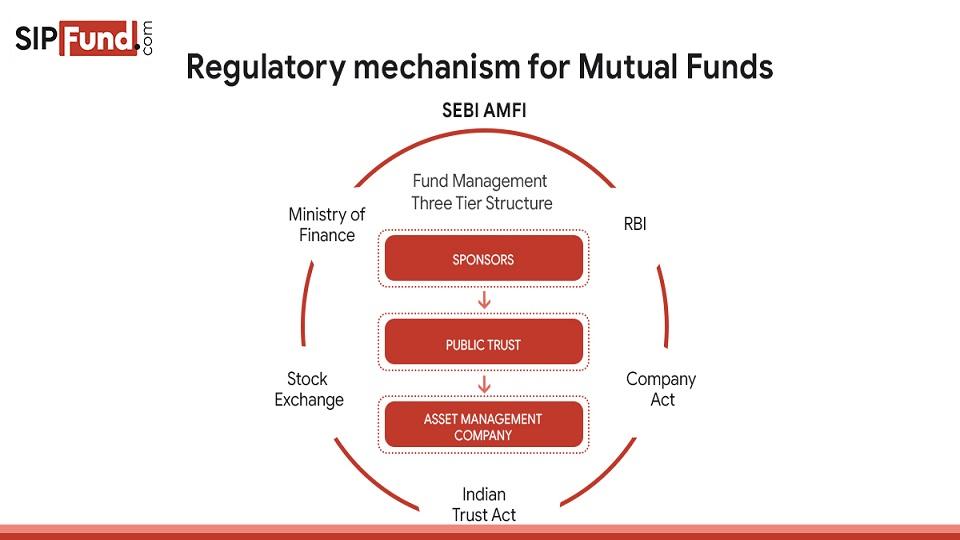 SIPFund.com
Regulatory mechanism for Mutual Funds
SEBI AMFI
Fund Management
Three Tier Structure
Ministry of
Finance
RBI
SPONSORS
PUBLIC TRUST
Stock
Exchange
Company
Act
ASSET MANAGEMENT
COMPANY
Indian
Trust Act